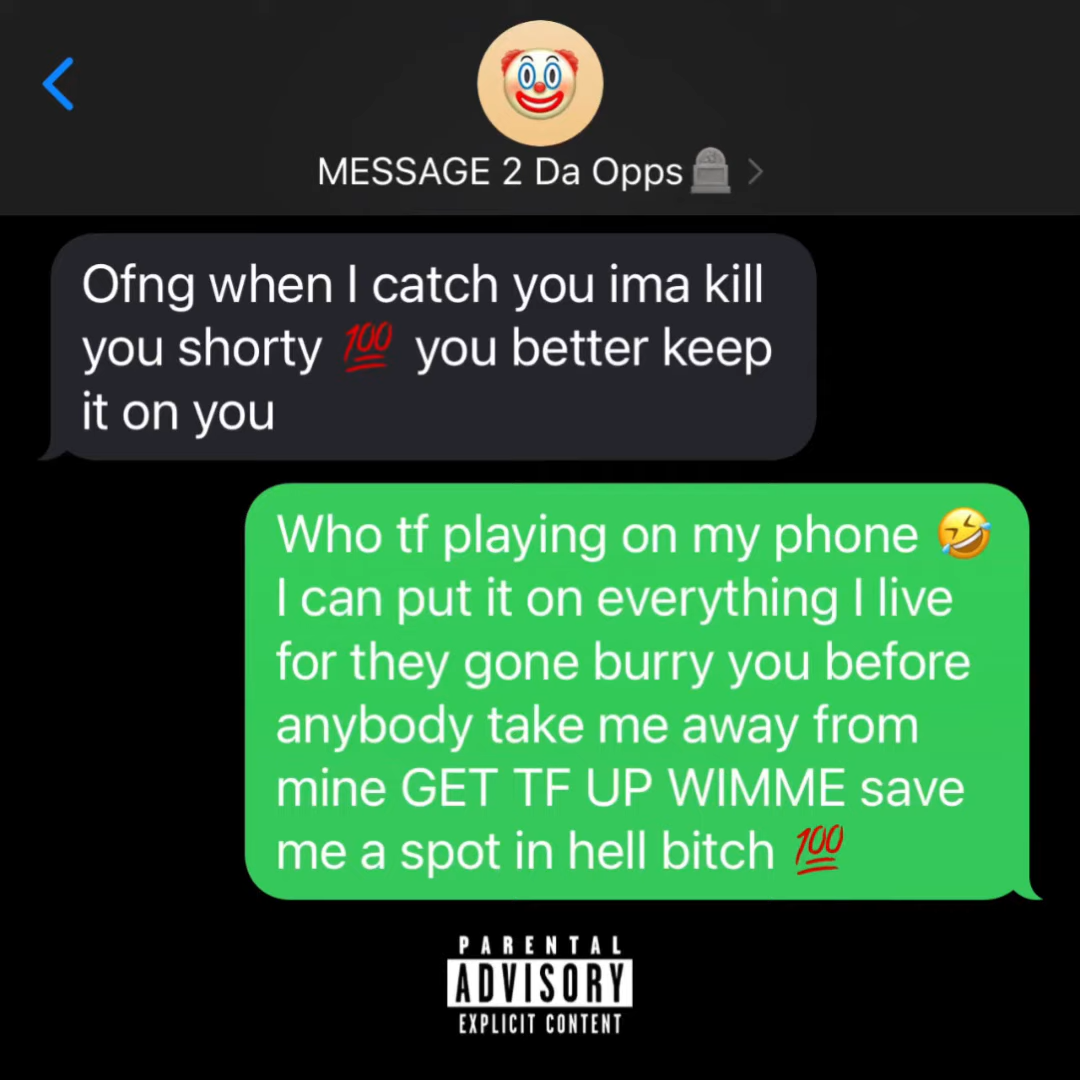 MESSAGE 2 Da Opps🪦
Ofng when I catch you ima kill
you shorty 💯 you better keep
it on you
Who tf playing on my phone 🤣
I can put it on everything I live
for they gone burry you before
anybody take me away from
mine GET TF UP WIMME save
me a spot in hell bitch 💯
PARENTAL
ADVISORY
EXPLICIT CONTENT